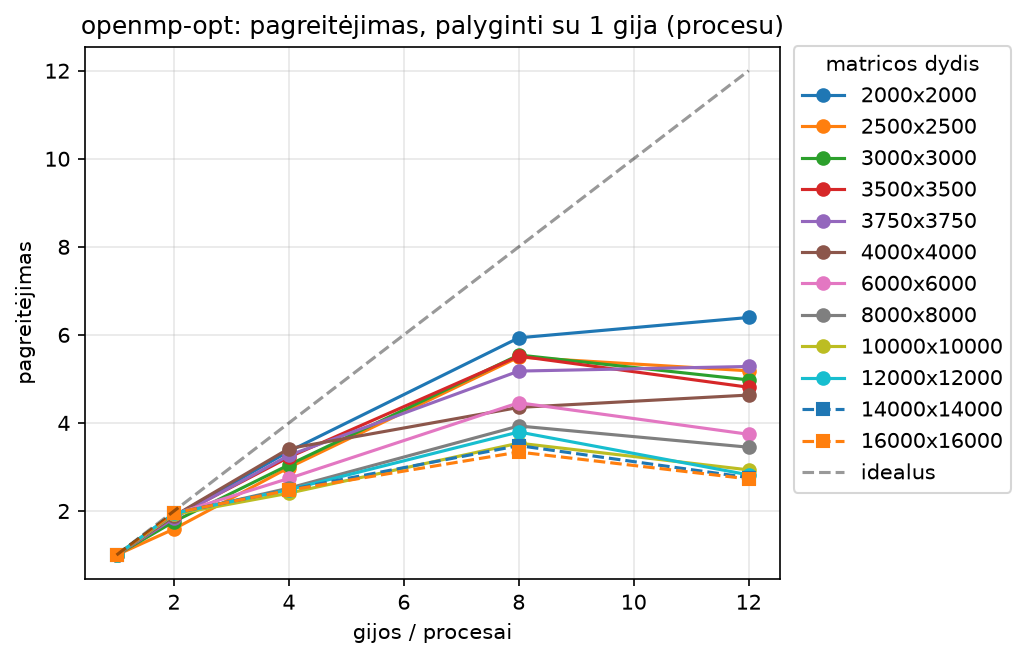 openmp-opt: pagreitėjimas, palyginti su 1 gija (procesu)
12
10
8
6
4
2
pagreitėjimas
2
4
6
8
10
12
gijos / procesai
matricos dydis
2000x2000
2500x2500
3000x3000
3500x3500
3750x3750
4000x4000
6000x6000
8000x8000
10000x10000
12000x12000
14000x14000
16000x16000
idealus